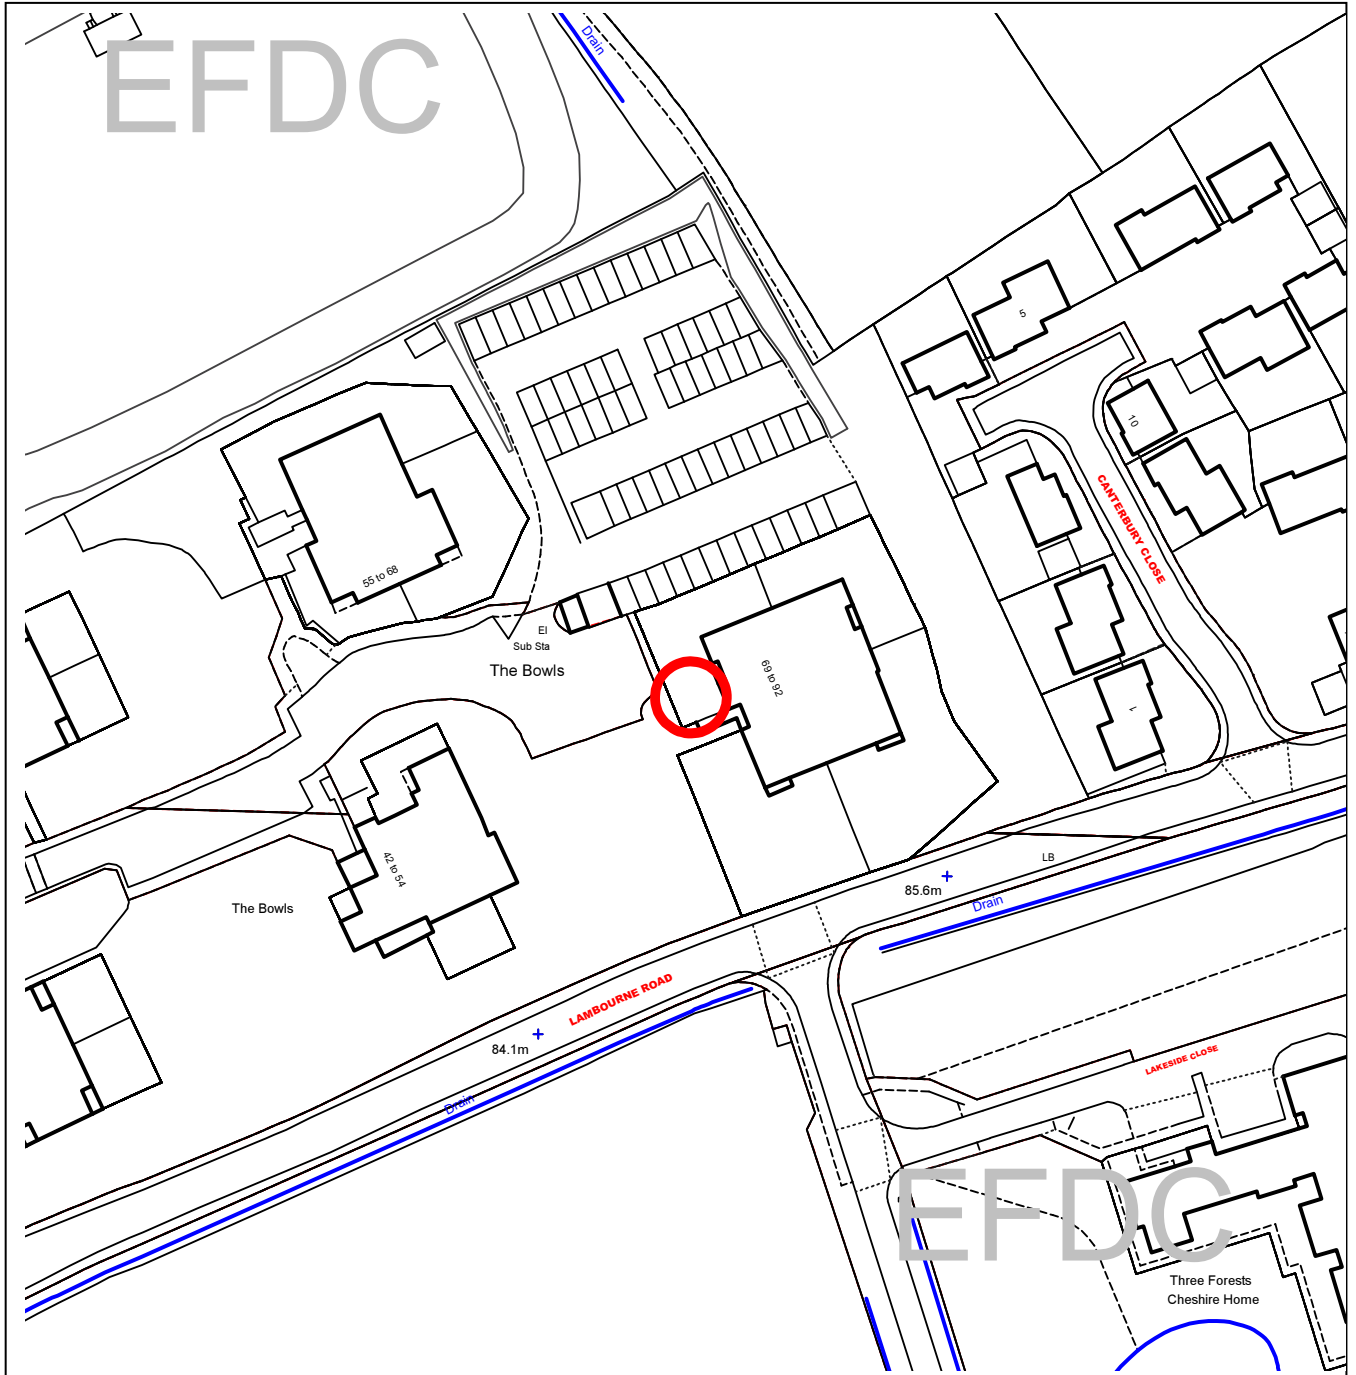 EFDC
Drain
5
10
CANTERBURY CLOSE
55 to 68
El
Sub Sta
The Bowls
69 to 92
1
42 to 54
The Bowls
LB
85.6m
Drain
LAMBOURNE ROAD
84.1m
Drain
LAKESIDE CLOSE
EFDC
Three Forests
Cheshire Home